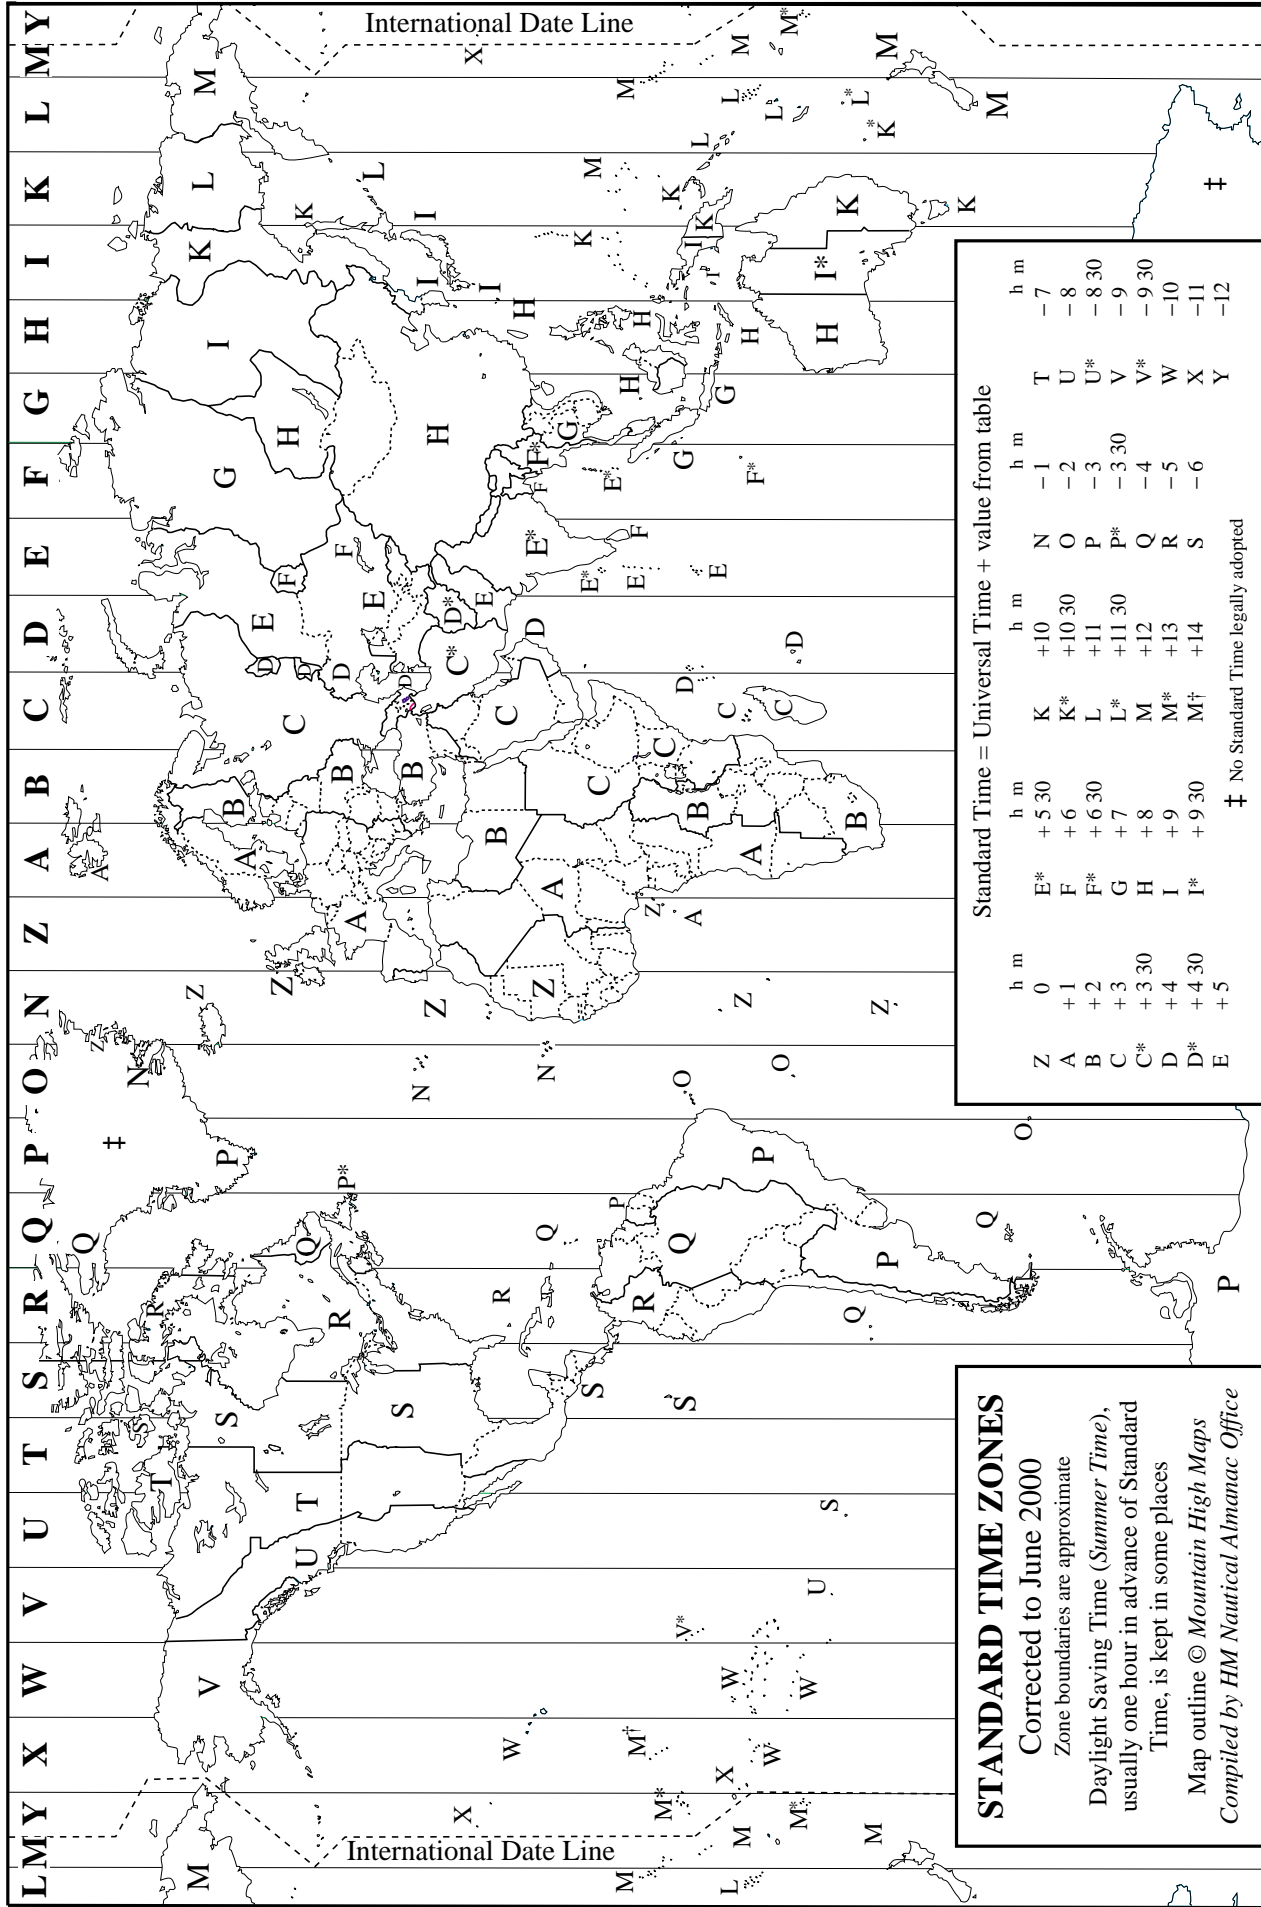 International Date Line
International Date Line
L M Y X W V U T S R Q P O N Z A B C D E F G H I K L M Y
Q z A ‡
S N T R
M V S P Z A B G I K L M
U T Q Z C D D E F H K
R P* A B D F E L
S N Z B D H I I
X C* D* E I X
W R B C H
Q N Z A D E* F F* G
S C E* E* K M
M M† P R E F H H M
M* V* S Q O Z A B C D G I K K L
L M X W Z A C E G I L M
W M* W P O D F* H H L M*
M W U S Q C B H I* K L*
P Z M K M
Q O K M
P ‡
STANDARD TIME ZONES
Corrected to June 2000
Zone boundaries are approximate
Daylight Saving Time (Summer Time),
usually one hour in advance of Standard
Time, is kept in some places
Map outline © Mountain High Maps
Compiled by HM Nautical Almanac Office
Standard Time = Universal Time + value from table
h m h m h m h m h m
Z 0 E* +5 30 K +10 N −1 T −7
A +1 F +6 K* +10 30 O −2 U −8
B +2 F* +6 30 L +11 P −3 U* −8 30
C +3 G +7 L* +11 30 P* −3 30 V −9
C* +3 30 H +8 M +12 Q −4 V* −9 30
D +4 I +9 M* +13 R −5 W −10
D* +4 30 I* +9 30 M† +14 S −6 X −11
E +5 Y −12
‡ No Standard Time legally adopted